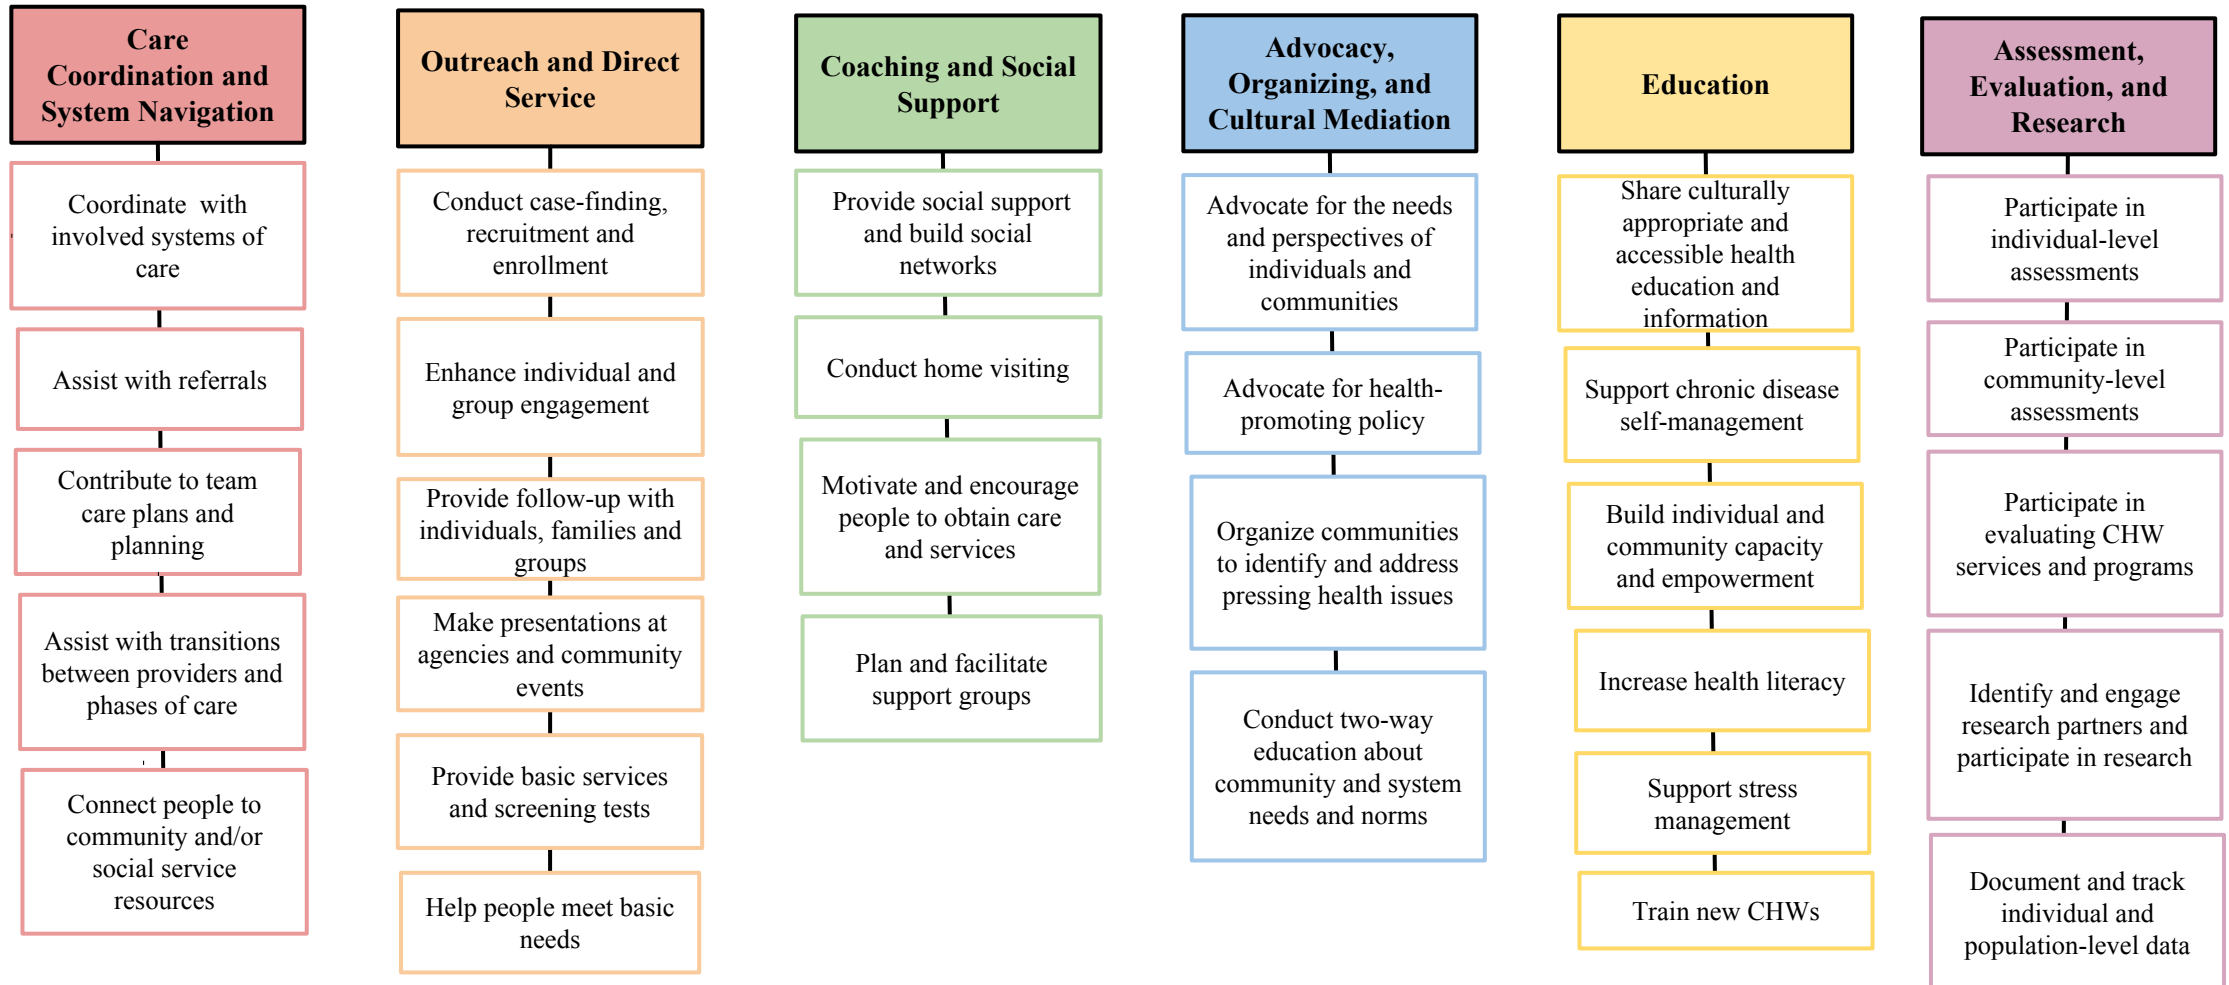 Care
Coordination and
System Navigation
Coordinate with
involved systems of
care
Assist with referrals
Contribute to team
care plans and
planning
Assist with transitions
between providers and
phases of care
Connect people to
community and/or
social service
resources
Outreach and Direct
Service
Conduct case-finding,
recruitment and
enrollment
Enhance individual and
group engagement
Provide follow-up with
individuals, families and
groups
Make presentations at
agencies and community
events
Provide basic services
and screening tests
Help people meet basic
needs
Coaching and Social
Support
Provide social support
and build social
networks
Conduct home visiting
Motivate and encourage
people to obtain care
and services
Plan and facilitate
support groups
Advocacy,
Organizing, and
Cultural Mediation
Advocate for the needs
and perspectives of
individuals and
communities
Advocate for health-
promoting policy
Organize communities
to identify and address
pressing health issues
Conduct two-way
education about
community and system
needs and norms
Education
Share culturally
appropriate and
accessible health
education and
information
Support chronic disease
self-management
Build individual and
community capacity
and empowerment
Increase health literacy
Support stress
management
Train new CHWs
Assessment,
Evaluation, and
Research
Participate in
individual-level
assessments
Participate in
community-level
assessments
Participate in
evaluating CHW
services and programs
Identify and engage
research partners and
participate in research
Document and track
individual and
population-level data